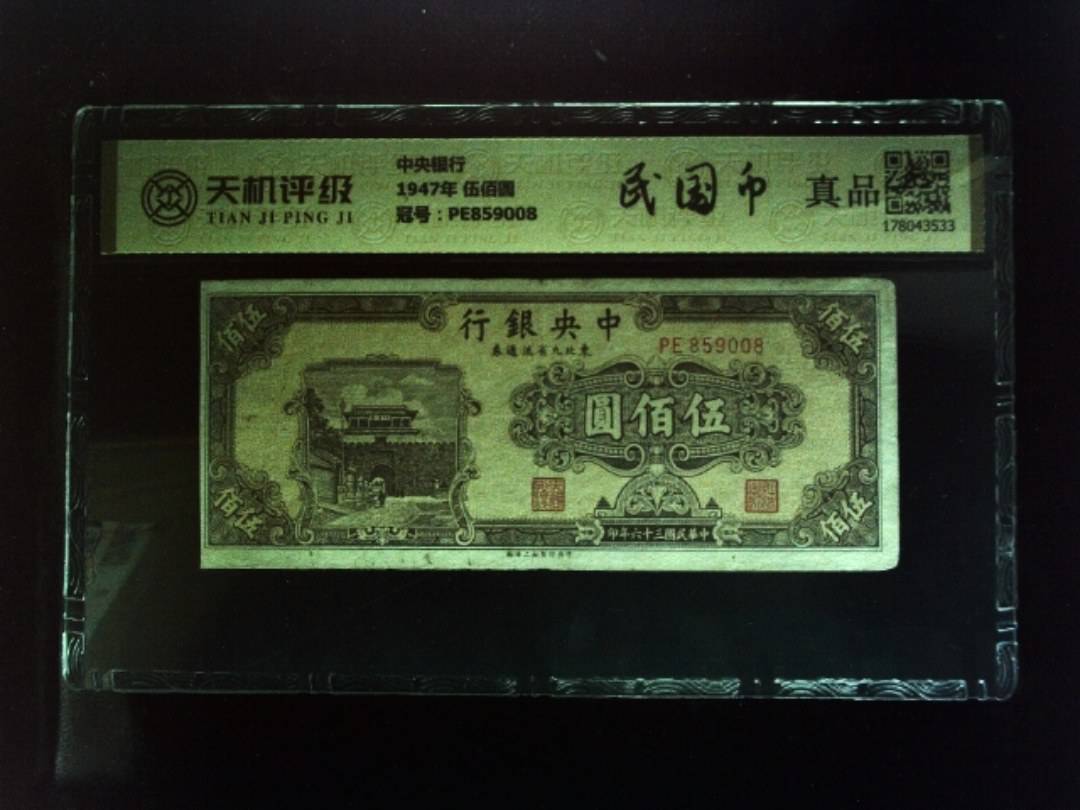 天机评级
TIAN JI PING JI
中央银行
1947年 伍佰圆
冠号：PE859008
民国币
真品
178043533
伍佰
伍佰
中央銀行
東北九省流通券
PE 859008
伍佰圓
伍佰
伍佰
中華民國三十六年印